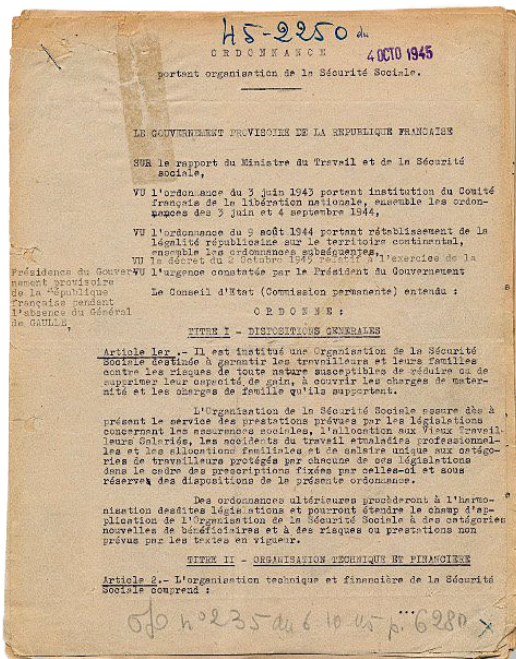 45-2250 du
ORDONNANCE
4 OCTO 1945
portant organisation de la Sécurité Sociale.
LE GOUVERNEMENT PROVISOIRE DE LA REPUBLIQUE FRANCAISE
SUR le rapport du Ministre du Travail et de la Sécurité
sociale,
VU l'ordonnance du 3 juin 1943 portant institution du Comité
français de la libération nationale, ensemble les ordon-
nances des 3 juin et 4 septembre 1944,
VU l'ordonnance du 9 août 1944 portant rétablissement de la
légalité républicaine sur le territoire continental,
ensemble les ordonnances subséquentes,
VU le décret du 2 Octobre 1945 relatif à l'exercice de la
Présidence du Gouver-
nement provisoire
de la République
française pendant
l'absence du Général
de GAULLE,
VU l'urgence constatée par le Président du Gouvernement
Le Conseil d'Etat (Commission permanente) entendu :
ORDONNE :
TITRE I - DISPOSITIONS GENERALES
Article 1er .- Il est institué une Organisation de la Sécurité
Sociale destinée à garantir les travailleurs et leurs familles
contre les risques de toute nature susceptibles de réduire ou de
supprimer leur capacité de gain, à couvrir les charges de mater-
nité et les charges de famille qu'ils supportent.
L'Organisation de la Sécurité Sociale assure dès à
présent le service des prestations prévues par les législations
concernant les assurances sociales, l'allocation aux Vieux Travail-
leurs Salariés, les accidents du travail etmaladies professionnel-
les et les allocations familiales et de salaire unique aux catégo-
ries de travailleurs protégés par chacune de ces législations
dans le cadre des prescriptions fixées par celles-ci et sous
réserve des dispositions de la présente ordonnance.
Des ordonnances ultérieures procèderont à l'harmo-
nisation desdites législations et pourront étendre le champ d'ap-
plication de l'Organisation de la Sécurité Sociale à des catégories
nouvelles de bénéficiaires et à des risques ou prestations non
prévus par les textes en vigueur.
TITRE II - ORGANISATION TECHNIQUE ET FINANCIERE
Article 2.- L'organisation technique et financière de la Sécurité
Sociale comprend :
...
n° 235 du 6 10 45 p. 6280